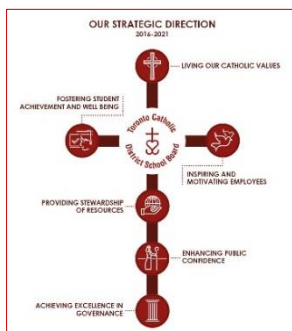 OUR STRATEGIC DIRECTION
2016-2021
LIVING OUR CATHOLIC VALUES
FOSTERING STUDENT
ACHIEVEMENT AND WELL BEING
Toronto Catholic
District School Board
INSPIRING AND
MOTIVATING EMPLOYEES
PROVIDING STEWARDSHIP
OF RESOURCES
ENHANCING PUBLIC
CONFIDENCE
ACHIEVING EXCELLENCE IN
GOVERNANCE